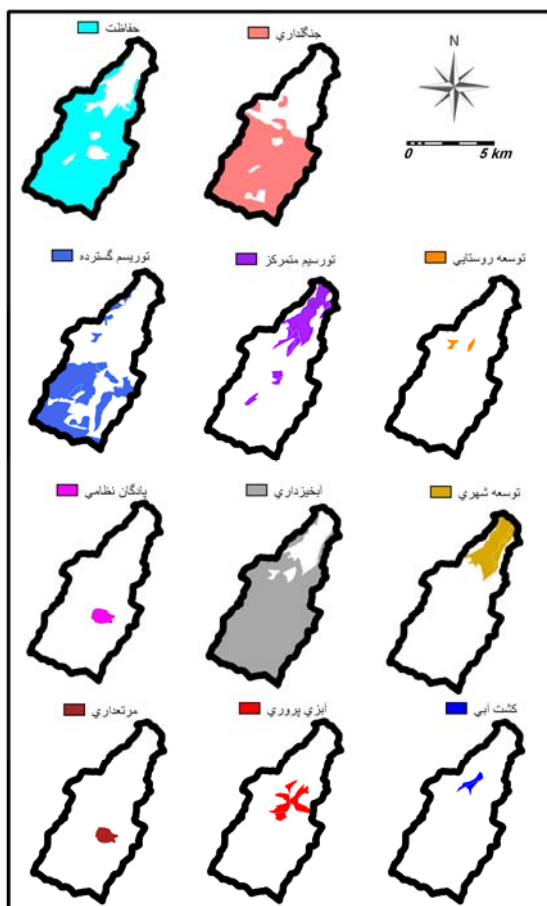 حفاظت
جنگلداري
N
0 5 km
توريسم گسترده
تورسيم متمركز
توسعه روستايي
پادگان نظامي
آبخيزداري
توسعه شهري
مرتعداري
آبزي پروري
كشت آبي